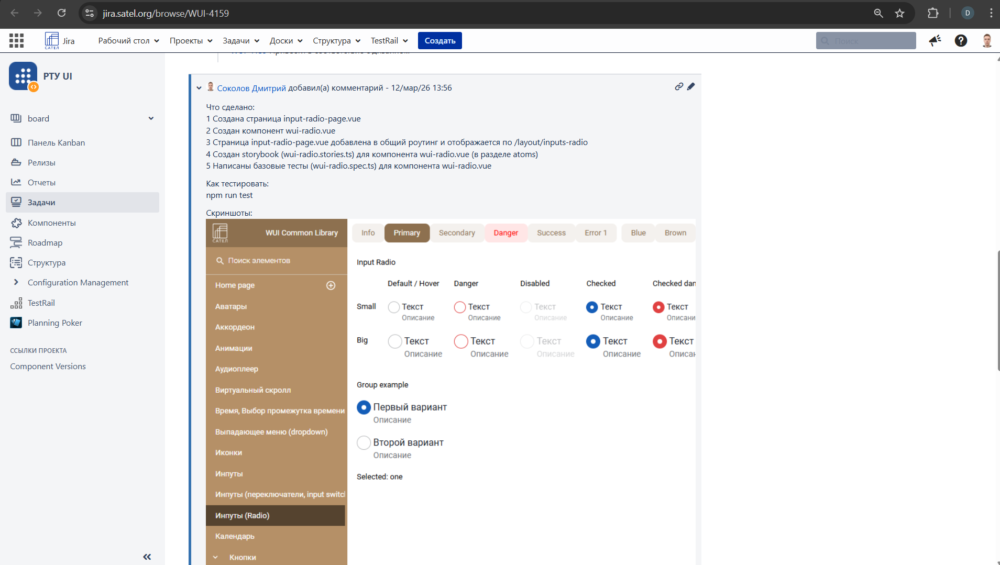 jira.satel.org/browse/WUI-4159
D
САТЕЛ Jira
Рабочий стол
Проекты
Задачи
Доски
Структура
TestRail
Создать
Поиск
РТУ UI
board
Панель Kanban
Релизы
Отчеты
Задачи
Компоненты
Roadmap
Структура
Configuration Management
TestRail
Planning Poker
ССЫЛКИ ПРОЕКТА
Component Versions
Соколов Дмитрий добавил(а) комментарий - 12/мар/26 13:56
Что сделано:
1 Создана страница input-radio-page.vue
2 Создан компонент wui-radio.vue
3 Страница input-radio-page.vue добавлена в общий роутинг и отображается по /layout/inputs-radio
4 Создан storybook (wui-radio.stories.ts) для компонента wui-radio.vue (в разделе atoms)
5 Написаны базовые тесты (wui-radio.spec.ts) для компонента wui-radio.vue
Как тестировать:
npm run test
Скриншоты:
САТЕЛ
WUI Common Library
Поиск элементов
Home page
Аватары
Аккордеон
Анимации
Аудиоплеер
Виртуальный скролл
Время, Выбор промежутка времени
Выпадающее меню (dropdown)
Иконки
Инпуты
Инпуты (переключатели, input switcl
Инпуты (Radio)
Календарь
Кнопки
Info Primary Secondary Danger Success Error 1 Blue Brown
Input Radio
Default / Hover Danger Disabled Checked Checked dan
Small Текст Текст Текст Текст Текст
Описание Описание Описание Описание Описани
Big Текст Текст Текст Текст Текст
Описание Описание Описание Описание Описан
Group example
Первый вариант
Описание
Второй вариант
Описание
Selected: one